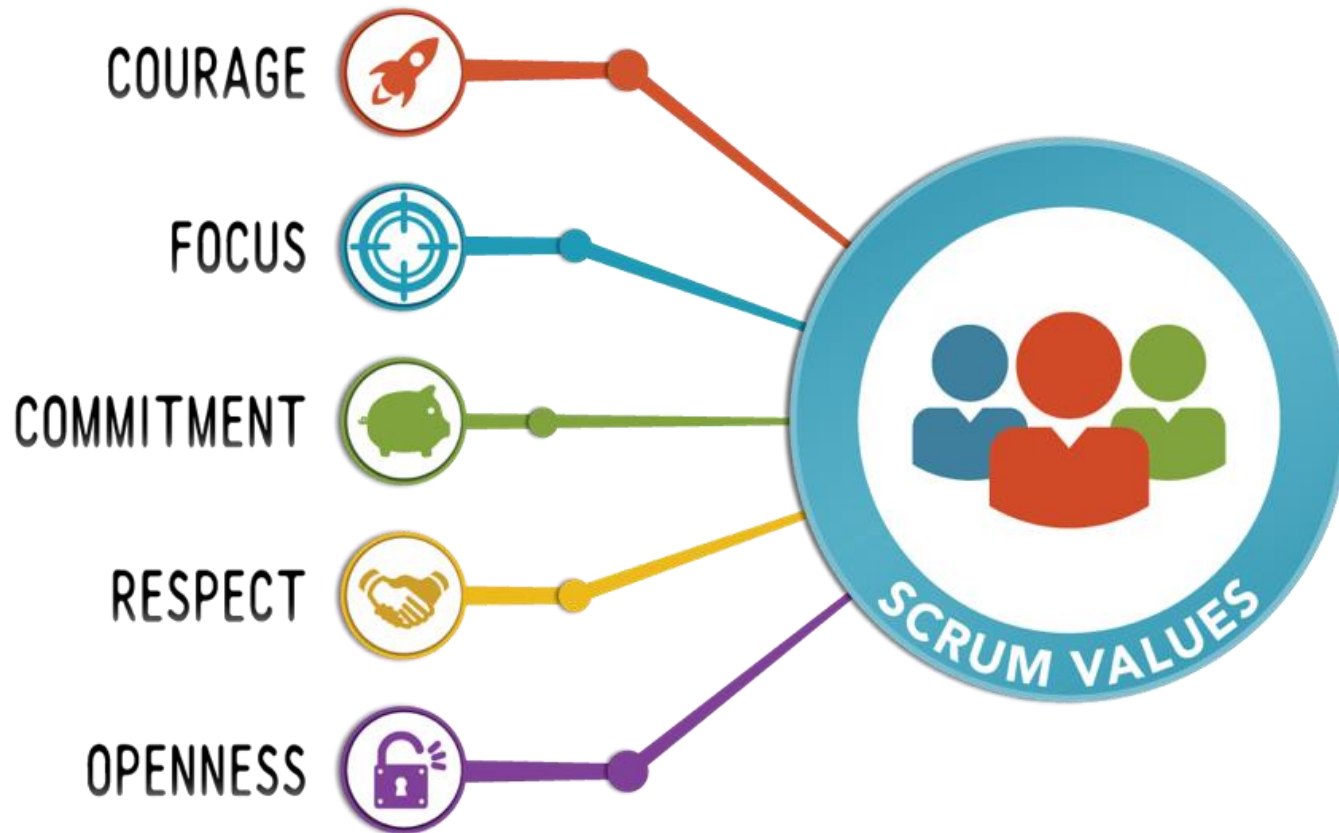 COURAGE
FOCUS
COMMITMENT
RESPECT
OPENNESS
SCRUM VALUES